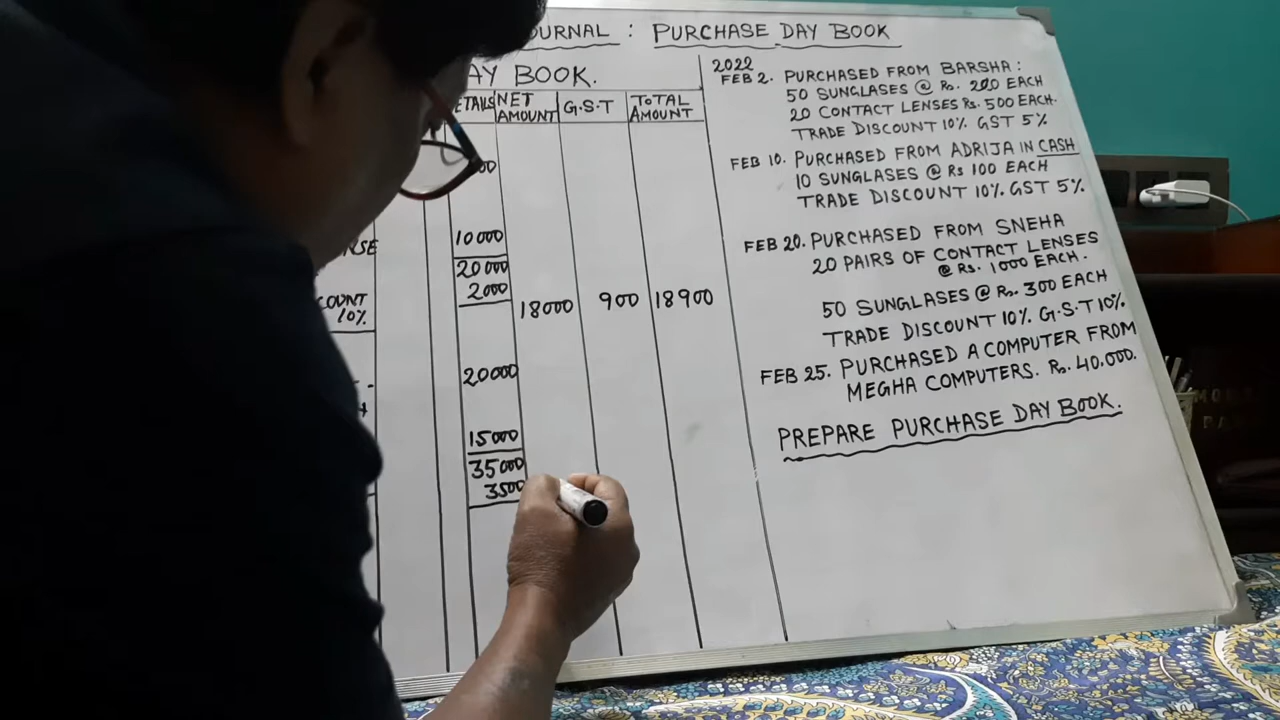 OURNAL : PURCHASE DAY BOOK
AY BOOK.
ETAILS NET AMOUNT G.S.T TOTAL AMOUNT
00
10000
20000
COUNT 10% 2000 18000 900 18900
20000
15000
35000
3500
2022
FEB 2. PURCHASED FROM BARSHA :
50 SUNGLASES @ Rs. 200 EACH
20 CONTACT LENSES Rs. 500 EACH.
TRADE DISCOUNT 10% GST 5%
FEB 10. PURCHASED FROM ADRIJA IN CASH
10 SUNGLASES @ Rs 100 EACH
TRADE DISCOUNT 10%. GST 5%.
FEB 20. PURCHASED FROM SNEHA
20 PAIRS OF CONTACT LENSES
@ Rs. 1000 EACH.
50 SUNGLASES @ Rs. 300 EACH
TRADE DISCOUNT 10% G.S.T 10%.
FEB 25. PURCHASED A COMPUTER FROM
MEGHA COMPUTERS. Rs. 40,000.
PREPARE PURCHASE DAY BOOK.